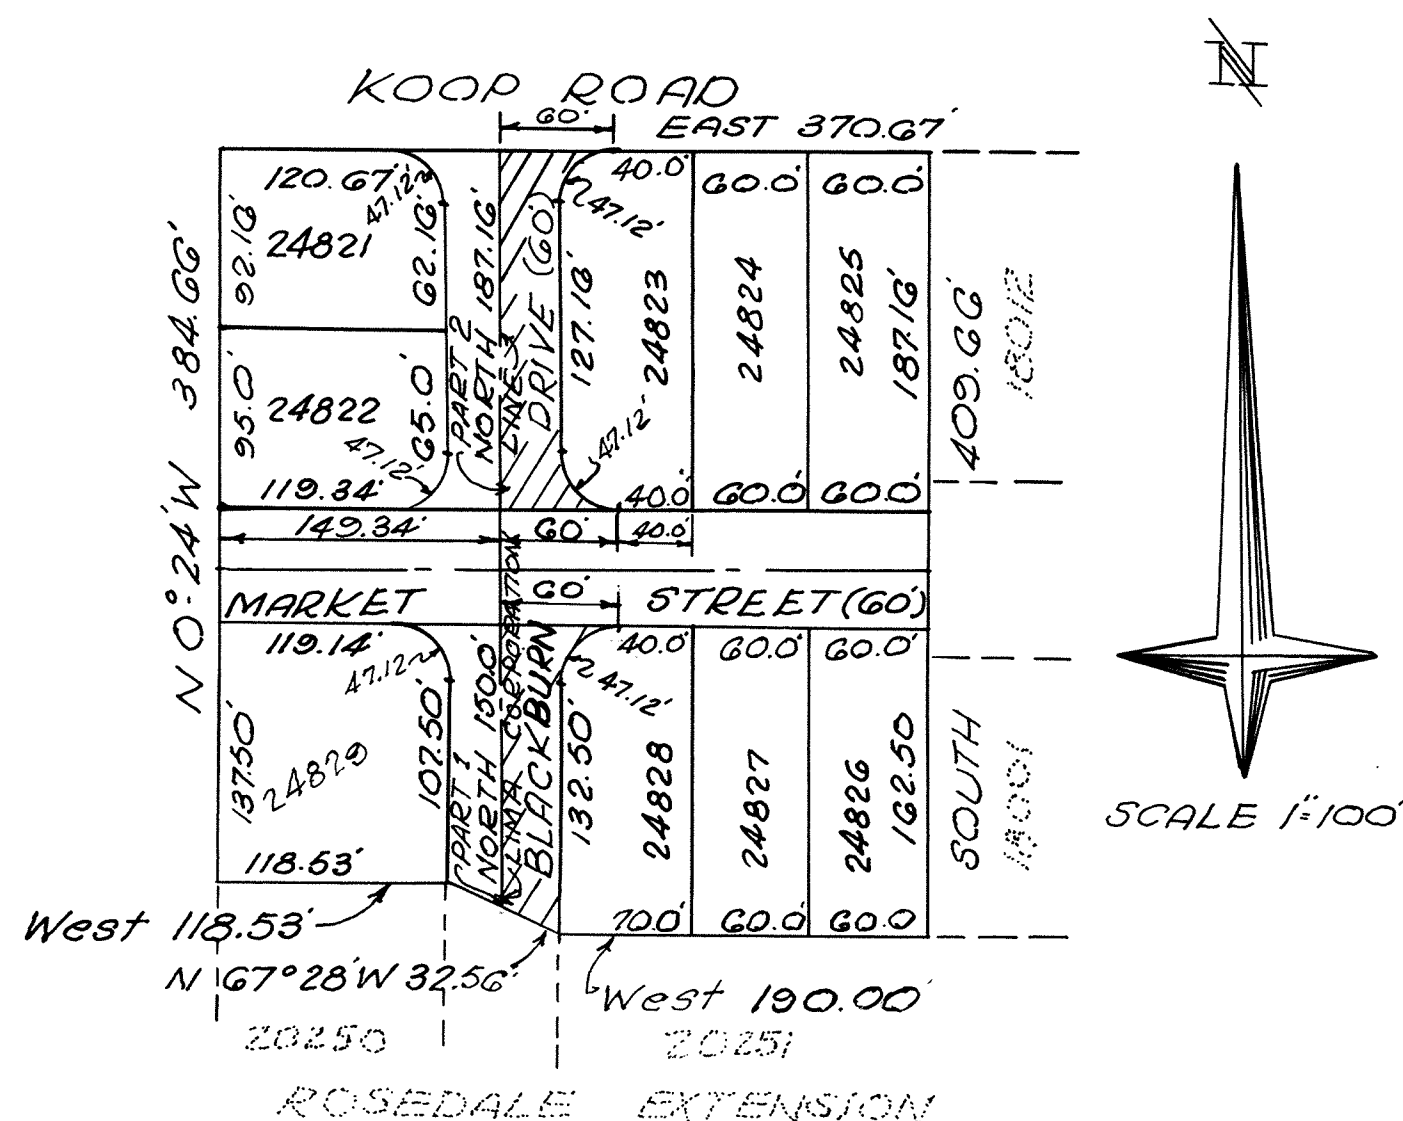 N
KOOP ROAD
60'
EAST 370.67'
120.67'
47.12'
92.16'
24821
62.16'
PART 2
NORTH 187.16'
LINE
DRIVE (60')
47.12'
40.0'
60.0'
60.0'
127.16'
24823
24824
24825
187.16'
409.66'
18012
N 0°-24'W 384.66'
95.0'
24822
65.0'
47.12'
119.34'
47.12'
40.0'
60.0'
60.0'
149.34'
60'
40.0'
MARKET
60'
STREET (60')
119.14'
47.12'
137.50'
24829
107.50'
118.53'
PART 1
NORTH 150.0'
LIMA CORPORATION
BLACKBURN
40.0'
60.0'
60.0'
47.12'
132.50'
24828
24827
24826
162.50
SOUTH
70.0'
60.0'
60.0
SCALE 1"=100'
West 118.53'
N 67°28'W 32.56'
West 190.00'
20250
20251
ROSEDALE EXTENSION